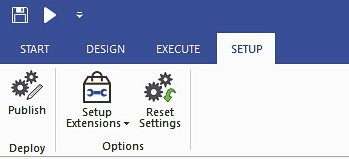 START DESIGN EXECUTE SETUP
Publish
Setup
Extensions
Reset
Settings
Deploy
Options